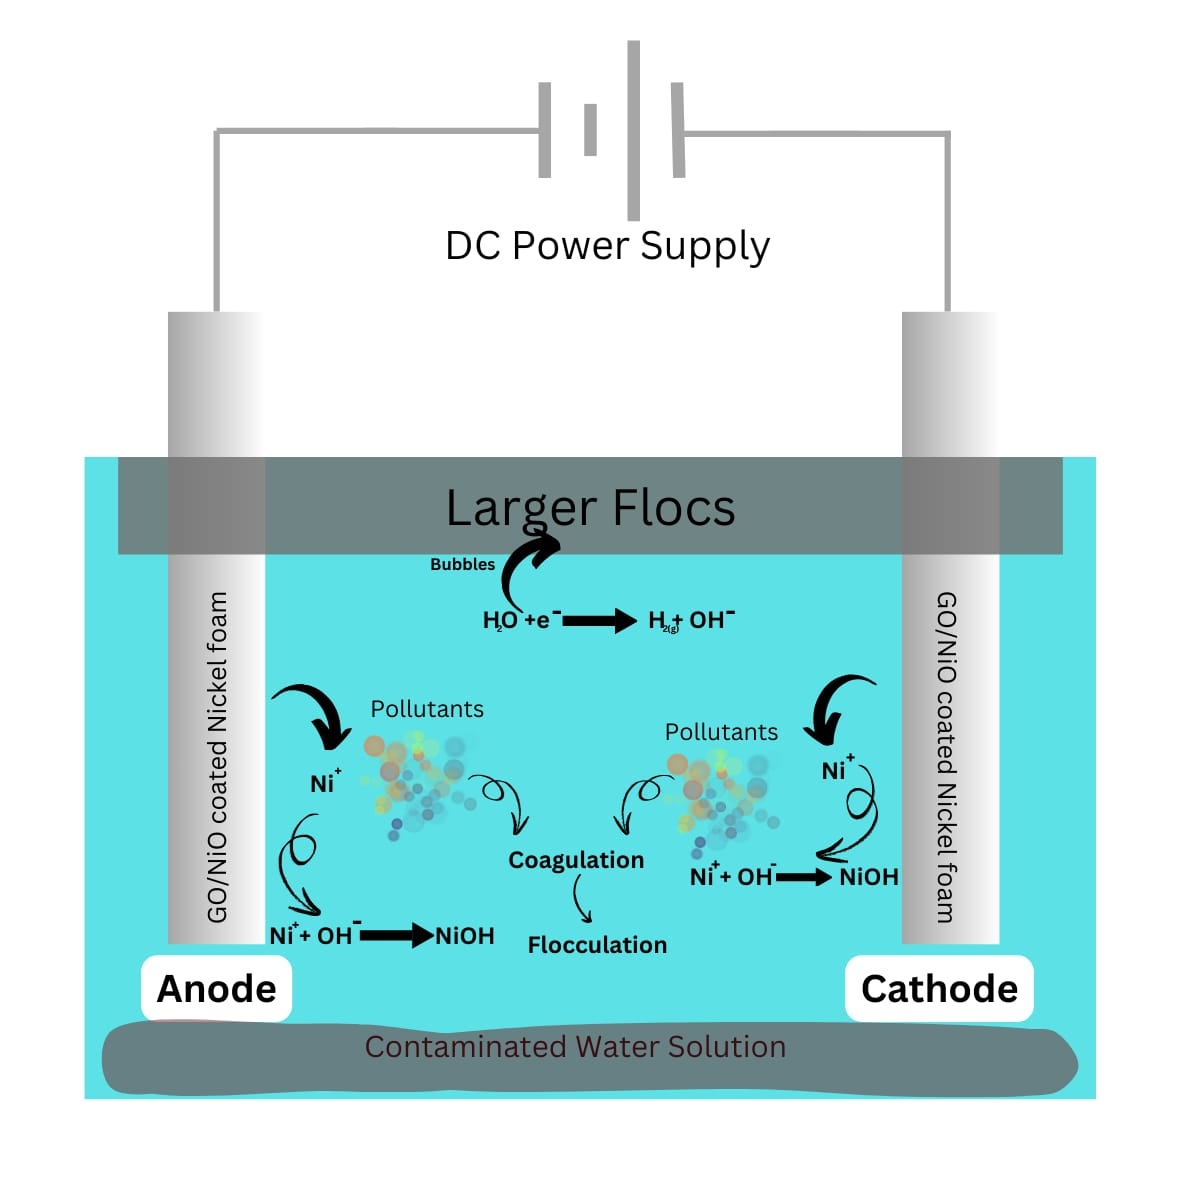 DC Power Supply
Larger Flocs
Bubbles
H₂O +e⁻ H₂(g)+ OH⁻
GO/NiO coated Nickel foam
GO/NiO coated Nickel foam
Pollutants
Pollutants
Ni⁺
Ni⁺
Coagulation
Ni⁺+ OH⁻ NiOH
Ni⁺+ OH⁻ NiOH
Flocculation
Anode
Cathode
Contaminated Water Solution